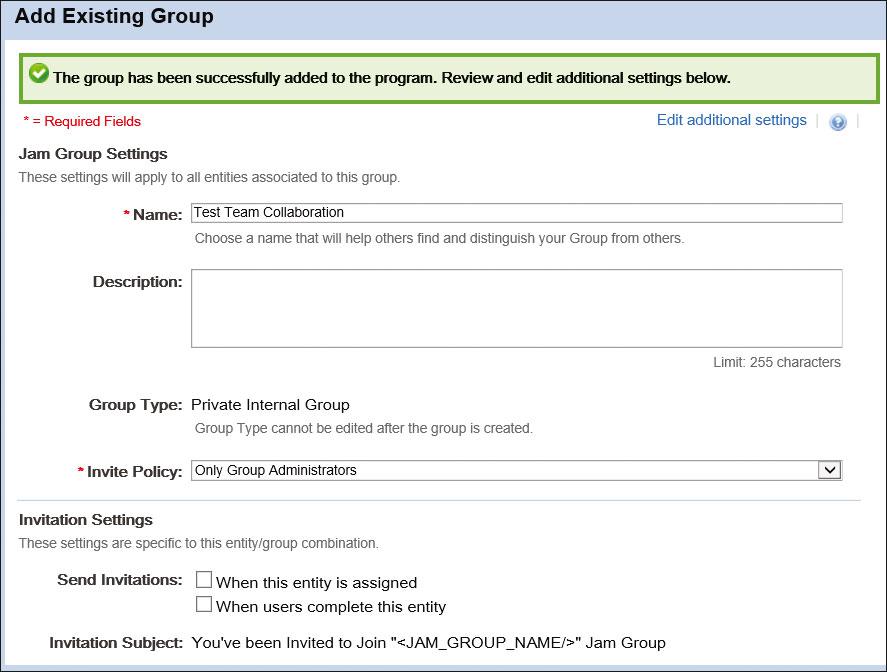 Add Existing Group
The group has been successfully added to the program. Review and edit additional settings below.
* = Required Fields
Edit additional settings
Jam Group Settings
These settings will apply to all entities associated to this group.
* Name: Test Team Collaboration
Choose a name that will help others find and distinguish your Group from others.
Description:
Limit: 255 characters
Group Type: Private Internal Group
Group Type cannot be edited after the group is created.
* Invite Policy: Only Group Administrators
Invitation Settings
These settings are specific to this entity/group combination.
Send Invitations: When this entity is assigned
When users complete this entity
Invitation Subject: You've been Invited to Join "<JAM_GROUP_NAME/>" Jam Group